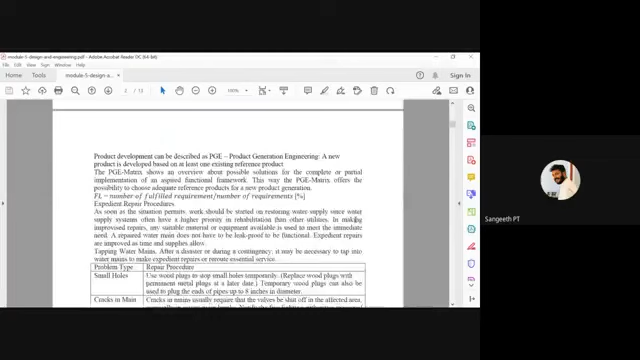 module-5-design-and-engineering.pdf - Adobe Acrobat Reader DC (64-bit)
File Edit View Sign Window Help
Home Tools module-5-design-and-e... × Sign In
2 / 13 100%
Product development can be described as PGE – Product Generation Engineering: A new
product is developed based on at least one existing reference product
The PGE-Matrix shows an overview about possible solutions for the complete or partial
implementation of an aspired functional framework. This way the PGE-Matrix offers the
possibility to choose adequate reference products for a new product generation.
FL = number of fulfilled requirement/number of requirements [%]
Expedient Repair Procedures
As soon as the situation permits, work should be started on restoring water supply since water
supply systems often have a higher priority in rehabilitation than other utilities. In making
improvised repairs, any suitable material or equipment available is used to meet the immediate
need. A repaired water main does not have to be leak-proof to be functional. Expedient repairs
are improved as time and supplies allow.
Tapping Water Mains. After a disaster or during a contingency, it may be necessary to tap into
water mains to make expedient repairs or reroute essential service.
Problem Type Repair Procedure
Small Holes Use wood plugs to stop small holes temporarily. (Replace wood plugs with
permanent metal plugs at a later date.) Temporary wood plugs can also be
used to plug the ends of pipes up to 8 inches in diameter.
Cracks in Main Cracks in mains usually require that the valves be shut off in the affected area,
Sangeeth PT